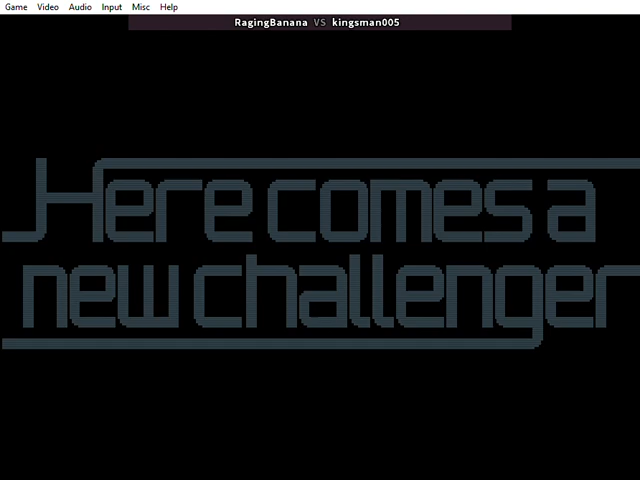 Game Video Audio Input Misc Help
RagingBanana VS kingsman005
Here comes a
new challenger